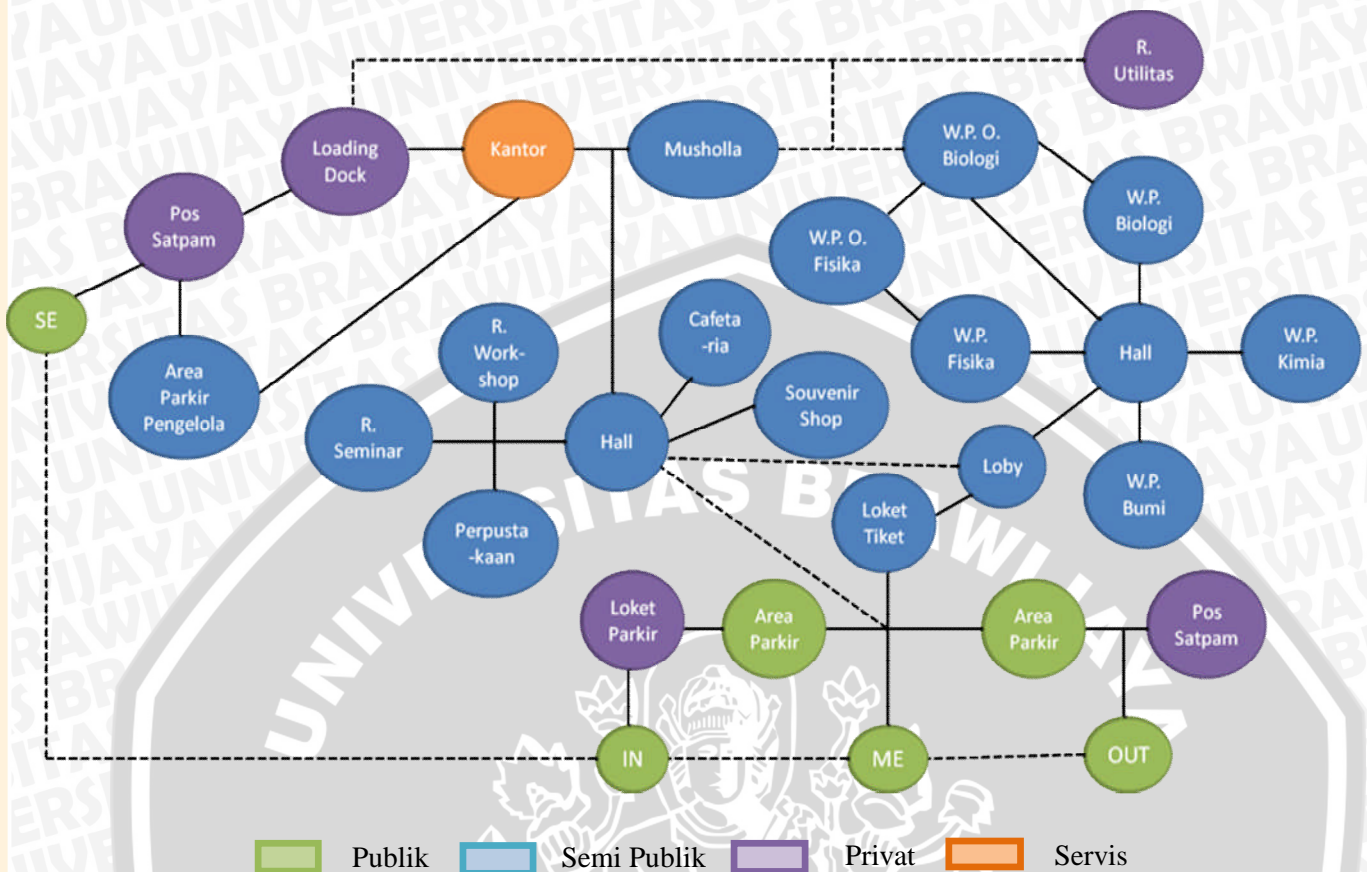 R.
Utilitas
Loading
Dock
Kantor
Musholla
W.P. O.
Biologi
Pos
Satpam
W.P.
Biologi
W.P. O.
Fisika
SE
Area
Parkir
Pengelola
R.
Work-
shop
Cafeta
-ria
W.P.
Fisika
Hall
W.P.
Kimia
R.
Seminar
Hall
Souvenir
Shop
Loby
W.P.
Bumi
Perpusta
-kaan
Loket
Tiket
Loket
Parkir
Area
Parkir
Area
Parkir
Pos
Satpam
IN
ME
OUT
UNIVERSITAS BRAWIJAYA
Publik
Semi Publik
Privat
Servis